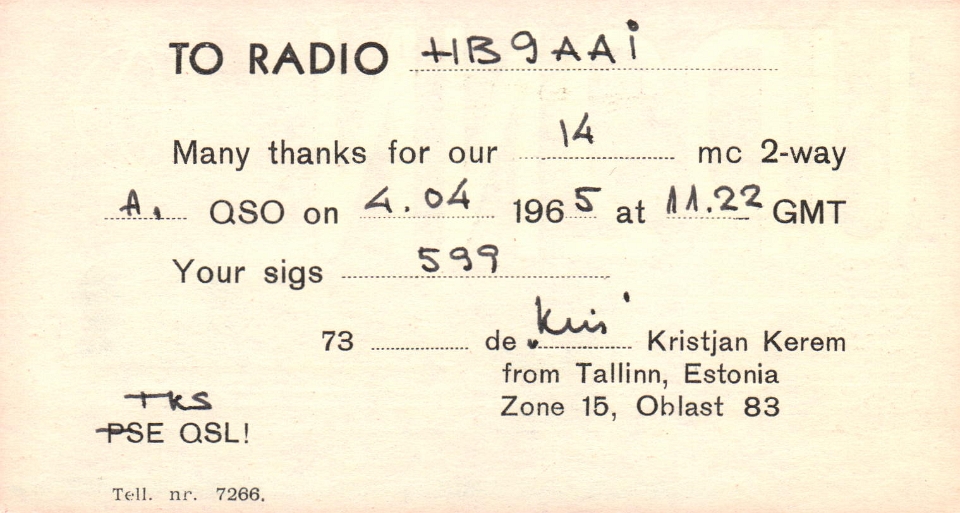 TO RADIO HB9AAi
Many thanks for our 14 mc 2-way
A. QSO on 4.04 1965 at 11.22 GMT
Your sigs 599
73 de Kris Kristjan Kerem
from Tallinn, Estonia
Zone 15, Oblast 83
TKS
PSE QSL!
Tell. nr. 7266.